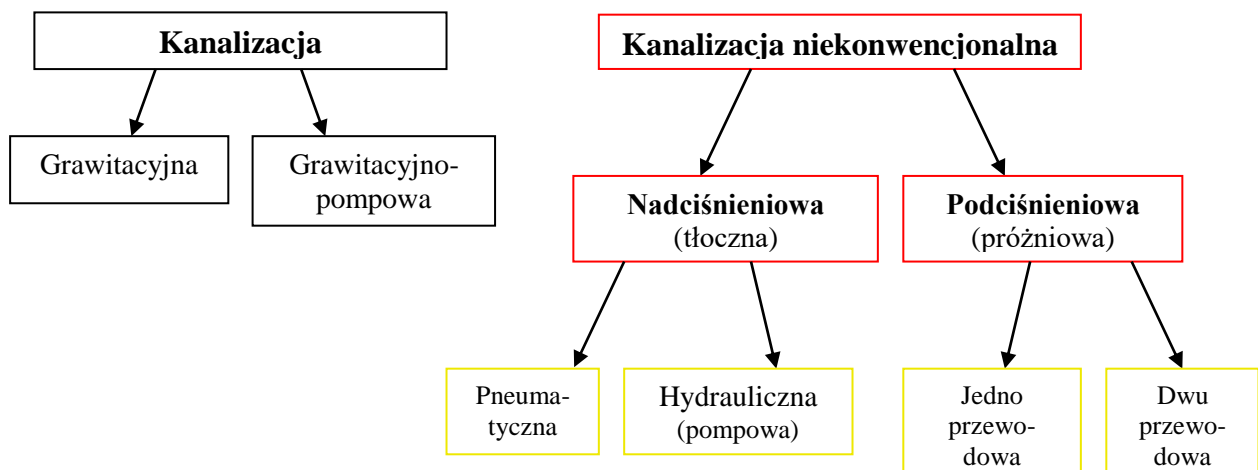 Kanalizacja
Grawitacyjna
Grawitacyjno-
pompowa
Kanalizacja niekonwencjonalna
Nadciśnieniowa
(tłoczna)
Podciśnieniowa
(próżniowa)
Pneuma-
tyczna
Hydrauliczna
(pompowa)
Jedno
przewo-
dowa
Dwu
przewo-
dowa